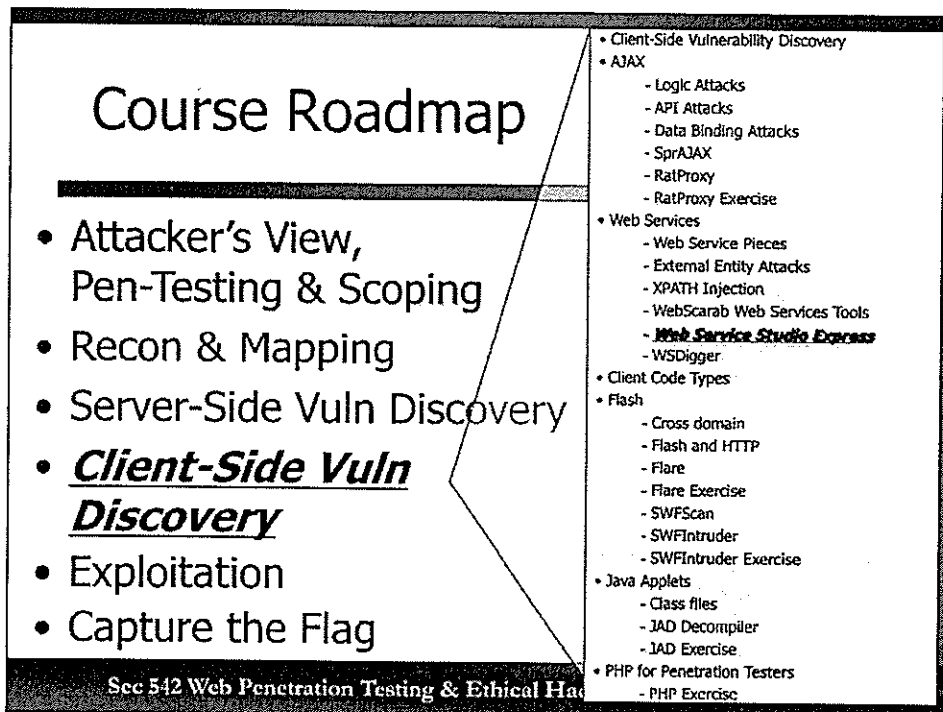 Course Roadmap
• Attacker's View,
Pen-Testing & Scoping
• Recon & Mapping
• Server-Side Vuln Discovery
• Client-Side Vuln
Discovery
• Exploitation
• Capture the Flag
Sec 542 Web Penetration Testing & Ethical Hac
• Client-Side Vulnerability Discovery
• AJAX
- Logic Attacks
- API Attacks
- Data Binding Attacks
- SprAJAX
- RatProxy
- RatProxy Exercise
• Web Services
- Web Service Pieces
- External Entity Attacks
- XPATH Injection
- WebScarab Web Services Tools
- Web Service Studio Express
- WSDigger
• Client Code Types
• Flash
- Cross domain
- Flash and HTTP
- Flare
- Flare Exercise
- SWFScan
- SWFIntruder
- SWFIntruder Exercise
• Java Applets
- Class files
- JAD Decompiler
- JAD Exercise
• PHP for Penetration Testers
- PHP Exercise